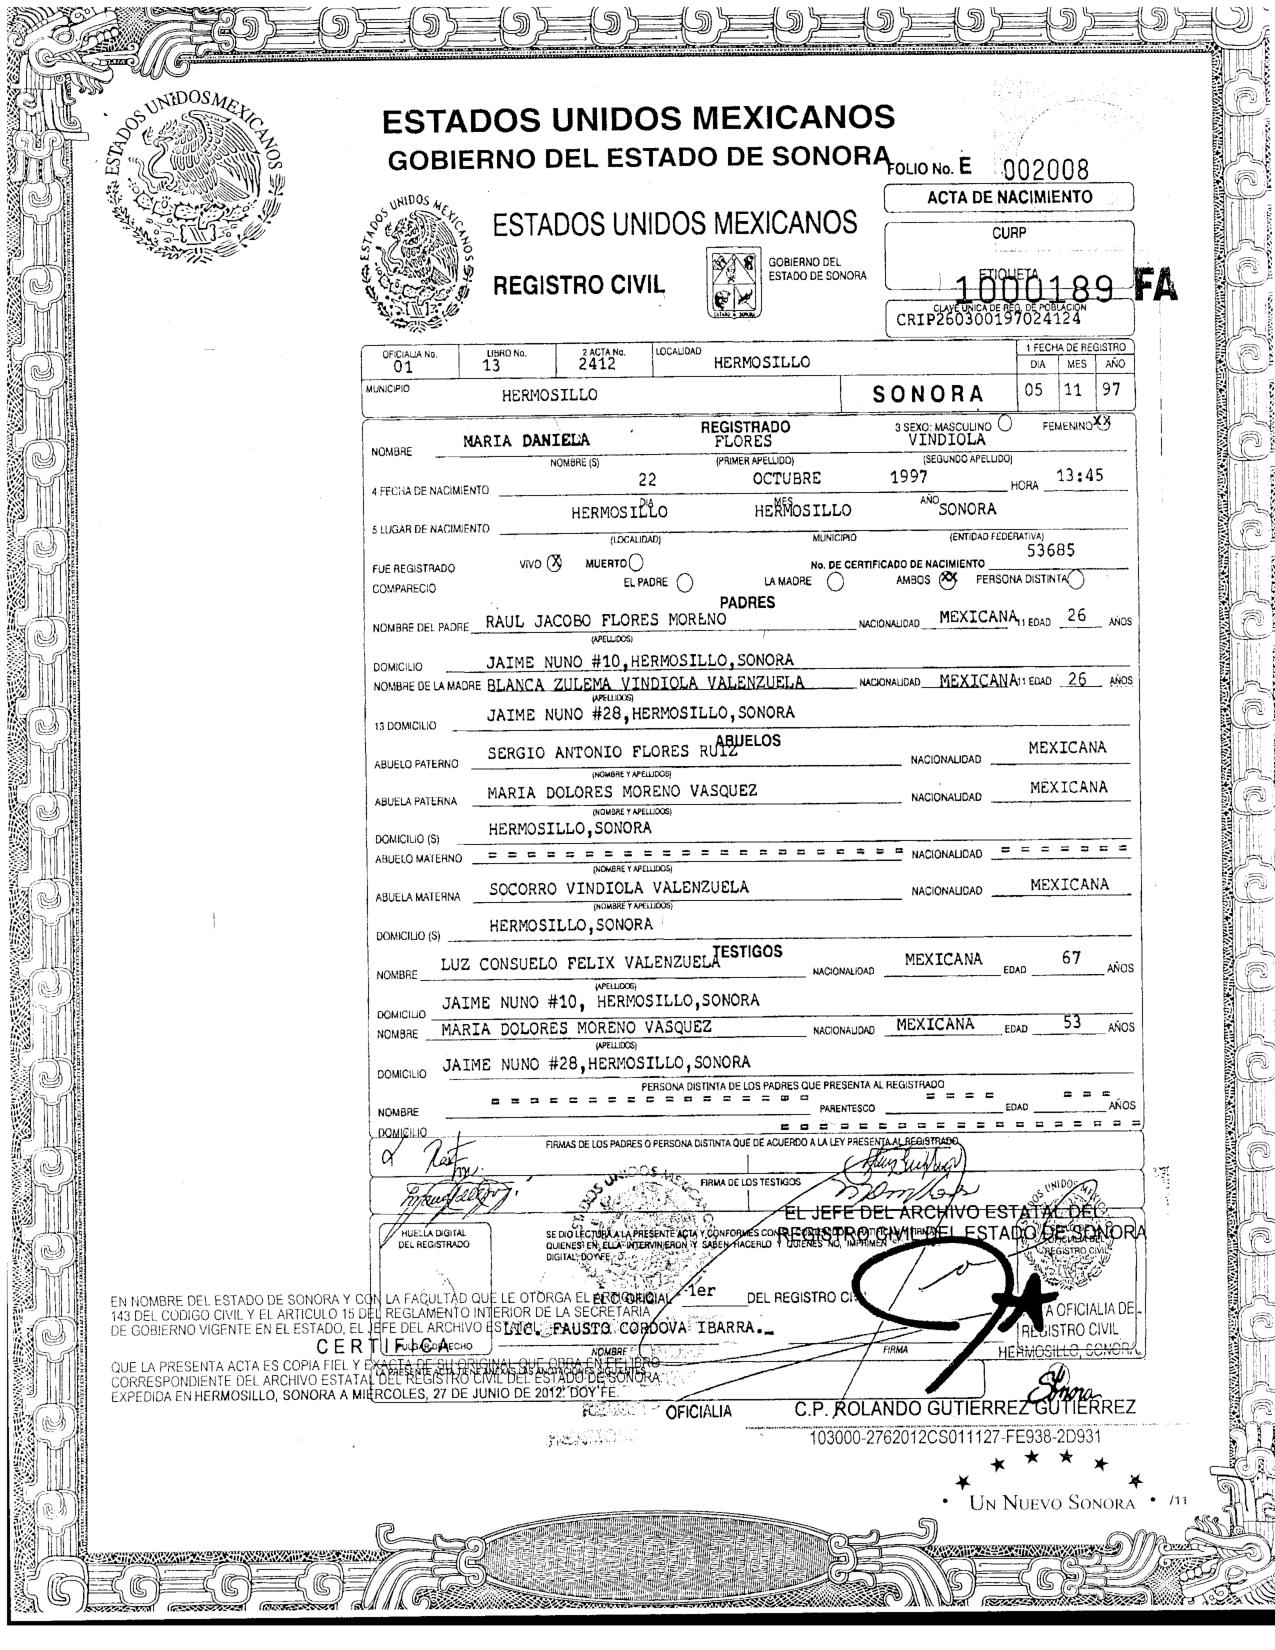 ESTADOS UNIDOS MEXICANOS
ESTADOS UNIDOS MEXICANOS
GOBIERNO DEL ESTADO DE SONORA
FOLIO No. E 002008
ACTA DE NACIMIENTO
ESTADOS UNIDOS MEXICANOS
ESTADOS UNIDOS MEXICANOS
CURP
REGISTRO CIVIL
GOBIERNO DEL
ESTADO DE SONORA
ETIQUETA
1000189 FA
CLAVE UNICA DE REG. DE POBLACION
CRIP260300197024124
OFICIALIA No. 01 LIBRO No. 13 2 ACTA No. 2412 LOCALIDAD HERMOSILLO 1 FECHA DE REGISTRO
DIA MES AÑO
MUNICIPIO HERMOSILLO SONORA 05 11 97
REGISTRADO 3 SEXO: MASCULINO FEMENINO XX
NOMBRE MARIA DANIELA FLORES VINDIOLA
NOMBRE (S) (PRIMER APELLIDO) (SEGUNDO APELLIDO)
4 FECHA DE NACIMIENTO 22 OCTUBRE 1997 HORA 13:45
DIA MES AÑO
5 LUGAR DE NACIMIENTO HERMOSILLO HERMOSILLO SONORA
(LOCALIDAD) MUNICIPIO (ENTIDAD FEDERATIVA)
FUE REGISTRADO VIVO X MUERTO No. DE CERTIFICADO DE NACIMIENTO 53685
COMPARECIO EL PADRE LA MADRE AMBOS XX PERSONA DISTINTA
PADRES
NOMBRE DEL PADRE RAUL JACOBO FLORES MORENO NACIONALIDAD MEXICANA 11 EDAD 26 AÑOS
(APELLIDOS)
DOMICILIO JAIME NUNO #10,HERMOSILLO,SONORA
NOMBRE DE LA MADRE BLANCA ZULEMA VINDIOLA VALENZUELA NACIONALIDAD MEXICANA 11 EDAD 26 AÑOS
(APELLIDOS)
13 DOMICILIO JAIME NUNO #28,HERMOSILLO,SONORA
ABUELOS
ABUELO PATERNO SERGIO ANTONIO FLORES RUIZ NACIONALIDAD MEXICANA
(NOMBRE Y APELLIDOS)
ABUELA PATERNA MARIA DOLORES MORENO VASQUEZ NACIONALIDAD MEXICANA
(NOMBRE Y APELLIDOS)
DOMICILIO (S) HERMOSILLO,SONORA
ABUELO MATERNO = = = = = = = = = = = = = = = = = = = = = = = NACIONALIDAD = = = = = = =
(NOMBRE Y APELLIDOS)
ABUELA MATERNA SOCORRO VINDIOLA VALENZUELA NACIONALIDAD MEXICANA
(NOMBRE Y APELLIDOS)
DOMICILIO (S) HERMOSILLO,SONORA
TESTIGOS
NOMBRE LUZ CONSUELO FELIX VALENZUELA NACIONALIDAD MEXICANA EDAD 67 AÑOS
(APELLIDOS)
DOMICILIO JAIME NUNO #10, HERMOSILLO,SONORA
NOMBRE MARIA DOLORES MORENO VASQUEZ NACIONALIDAD MEXICANA EDAD 53 AÑOS
(APELLIDOS)
DOMICILIO JAIME NUNO #28,HERMOSILLO,SONORA
PERSONA DISTINTA DE LOS PADRES QUE PRESENTA AL REGISTRADO
NOMBRE = = = = = = = = = = = = = = = = = PARENTESCO = = = = EDAD = = = AÑOS
DOMICILIO = = = = = = = = = = = = = = = = = = =
FIRMAS DE LOS PADRES O PERSONA DISTINTA QUE DE ACUERDO A LA LEY PRESENTA AL REGISTRADO
FIRMA DE LOS TESTIGOS
EL JEFE DEL ARCHIVO ESTATAL DEL
REGISTRO CIVIL DEL ESTADO DE SONORA
HUELLA DIGITAL
DEL REGISTRADO
SE DIO LECTURA A LA PRESENTE ACTA Y CONFORMES CON
QUIENES EN ELLA INTERVINIERON Y SABEN HACERLO Y QUIENES NO, IMPRIMEN
DIGITAL. DOY FE.
EL C. OFICIAL 1er DEL REGISTRO
LIC. FAUSTO CORDOVA IBARRA.
NOMBRE FIRMA
LA OFICIALIA DEL
REGISTRO CIVIL
HERMOSILLO, SONORA
EN NOMBRE DEL ESTADO DE SONORA Y CON LA FACULTAD QUE LE OTORGA EL ARTICULO
143 DEL CODIGO CIVIL Y EL ARTICULO 15 DEL REGLAMENTO INTERIOR DE LA SECRETARIA
DE GOBIERNO VIGENTE EN EL ESTADO, EL JEFE DEL ARCHIVO ESTATAL
CERTIFICA
PULGAR DERECHO
QUE LA PRESENTE ACTA ES COPIA FIEL Y EXACTA DE SU ORIGINAL QUE OBRA EN EL LIBRO
LA PRESENTE ACTA TIENE ANEXAS LAS ANOTACIONES SIGUIENTES
CORRESPONDIENTE DEL ARCHIVO ESTATAL DEL REGISTRO CIVIL DEL ESTADO DE SONORA.
EXPEDIDA EN HERMOSILLO, SONORA A MIERCOLES, 27 DE JUNIO DE 2012. DOY FE.
OFICIALIA
Sonora
C.P. ROLANDO GUTIERREZ GUTIERREZ
103000-2762012CS011127-FE938-2D931
• UN NUEVO SONORA • /11